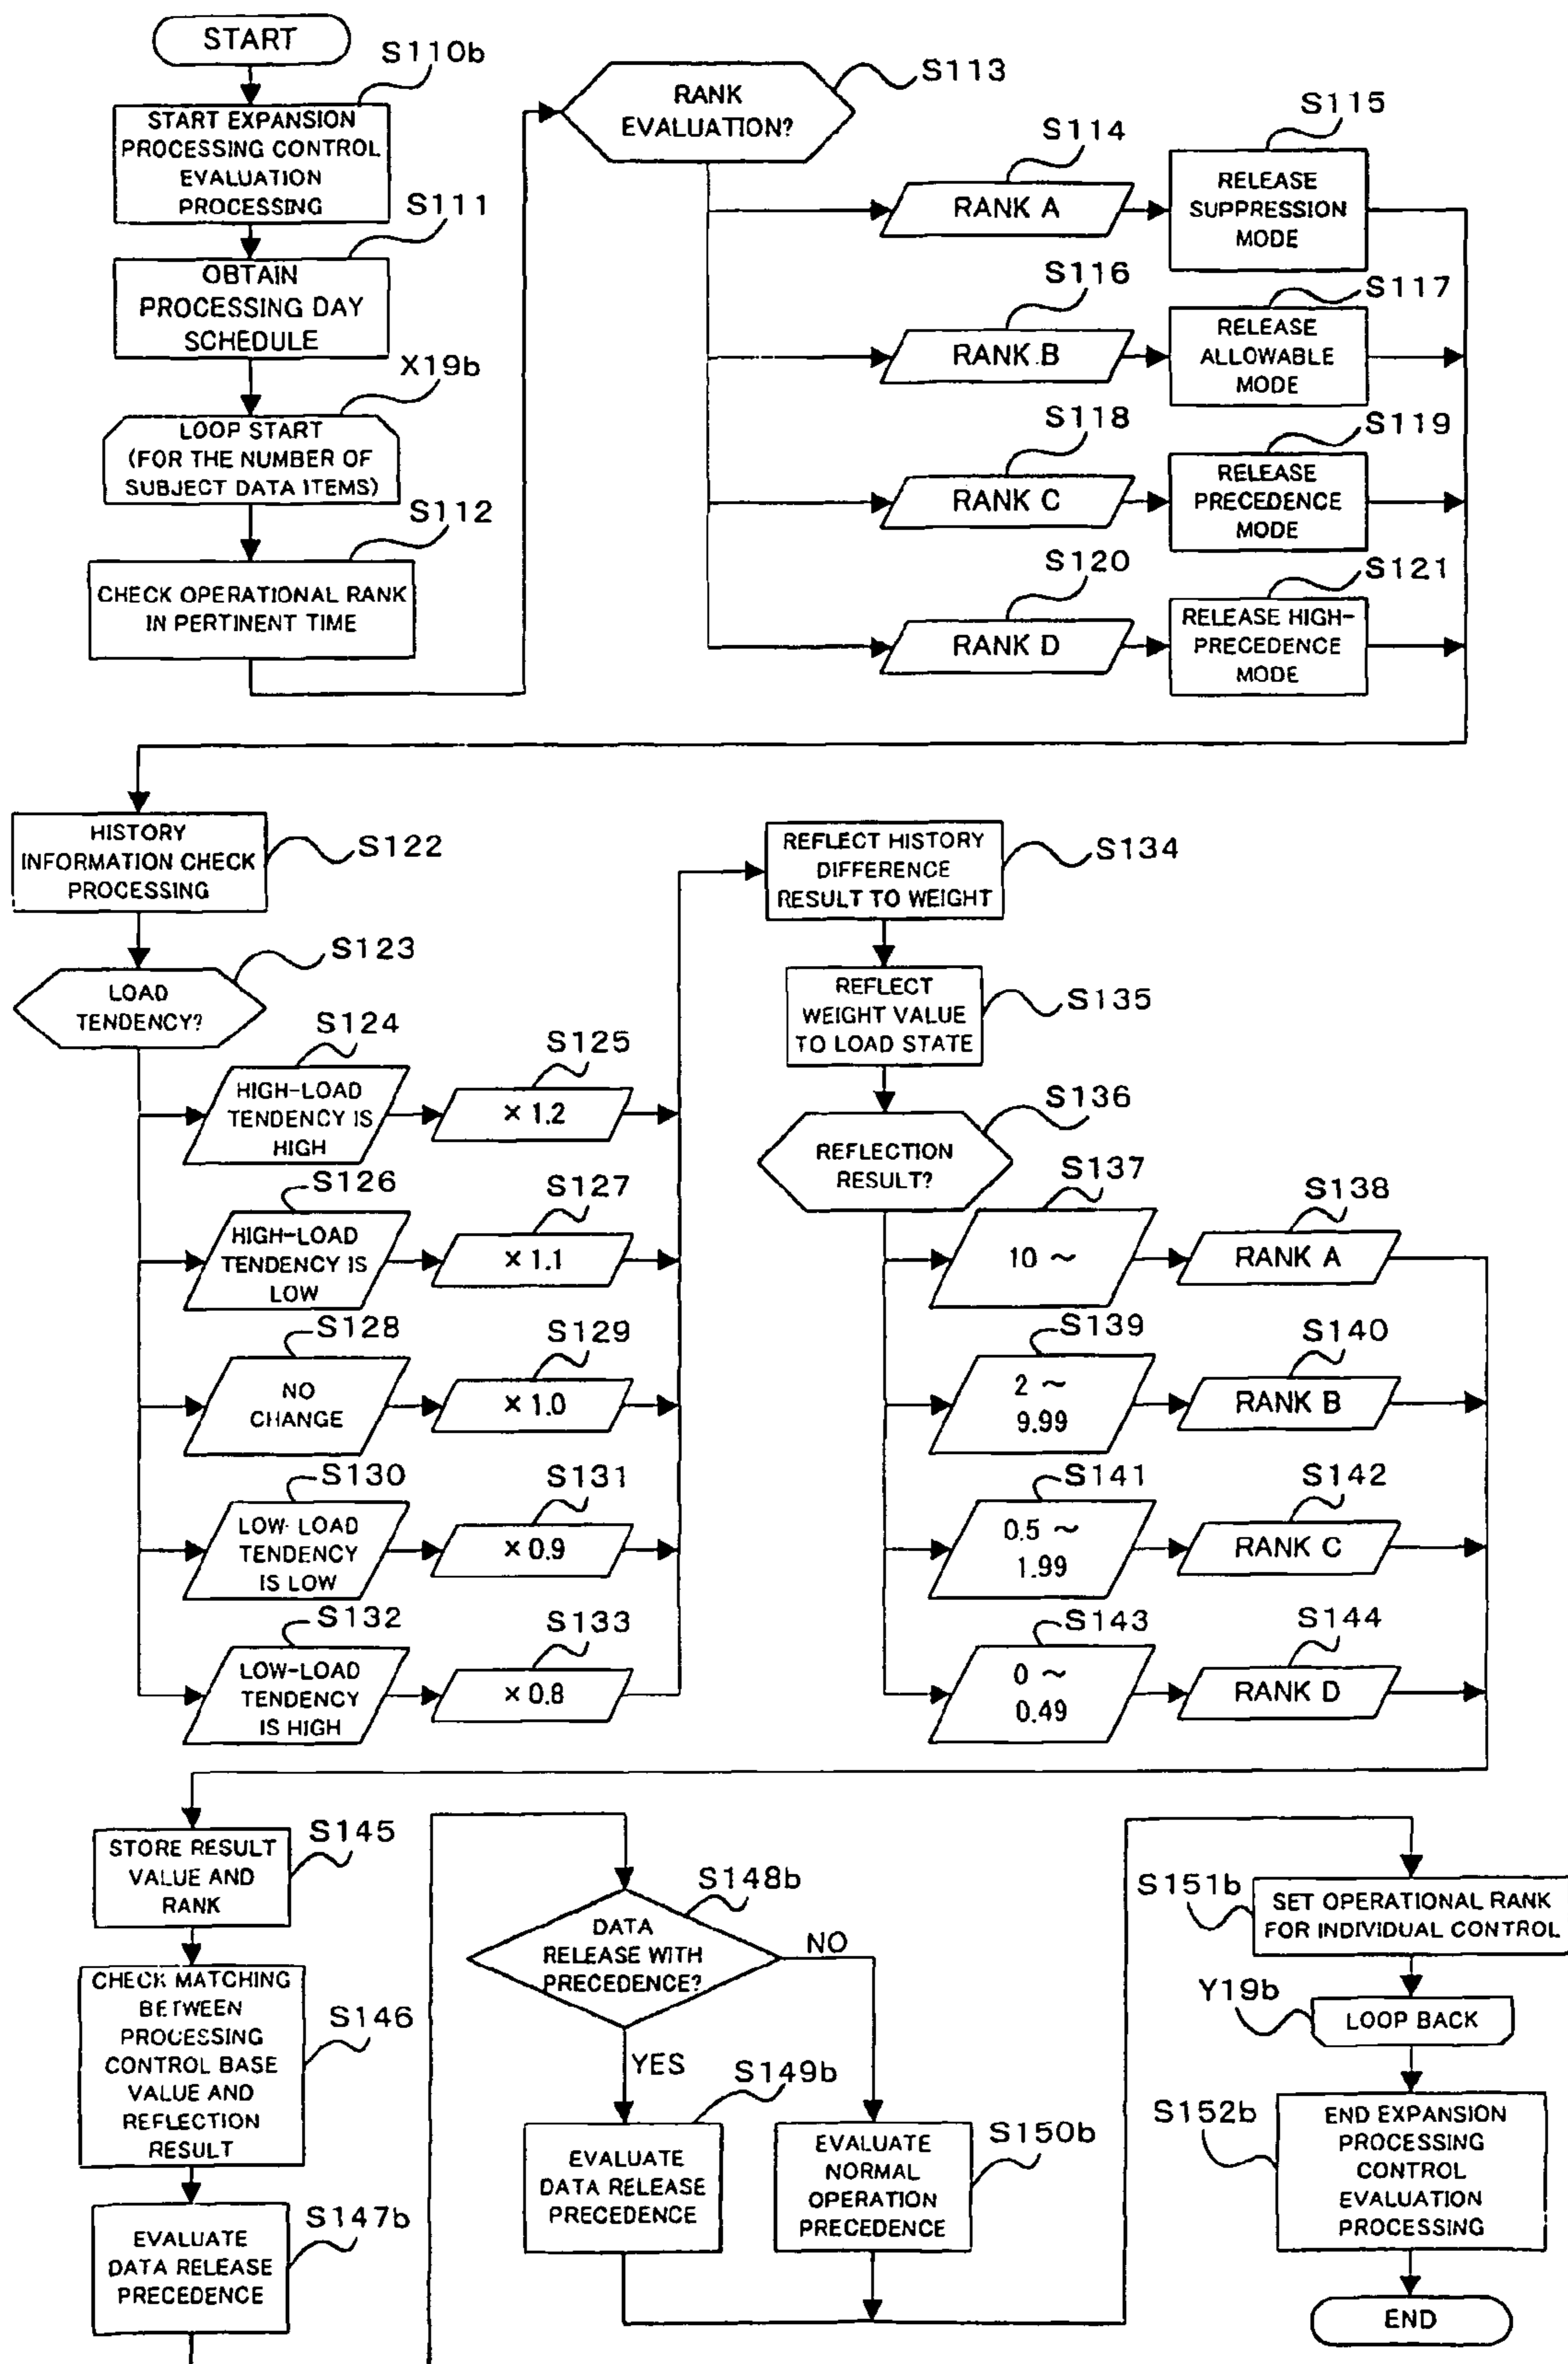 START
S110b
START EXPANSION
PROCESSING CONTROL
EVALUATION
PROCESSING
S111
OBTAIN
PROCESSING DAY
SCHEDULE
X19b
LOOP START
(FOR THE NUMBER OF
SUBJECT DATA ITEMS)
S112
CHECK OPERATIONAL RANK
IN PERTINENT TIME
S113
RANK
EVALUATION?
S114
RANK A
S115
RELEASE
SUPPRESSION
MODE
S116
RANK B
S117
RELEASE
ALLOWABLE
MODE
S118
RANK C
S119
RELEASE
PRECEDENCE
MODE
S120
RANK D
S121
RELEASE HIGH-
PRECEDENCE
MODE
HISTORY
INFORMATION CHECK
PROCESSING
S122
S123
LOAD
TENDENCY?
S124
HIGH-LOAD
TENDENCY IS
HIGH
S125
× 1.2
S126
HIGH-LOAD
TENDENCY IS
LOW
S127
× 1.1
S128
NO
CHANGE
S129
× 1.0
S130
LOW-LOAD
TENDENCY
IS LOW
S131
× 0.9
S132
LOW-LOAD
TENDENCY
IS HIGH
S133
× 0.8
REFLECT HISTORY
DIFFERENCE
RESULT TO WEIGHT
S134
REFLECT
WEIGHT VALUE
TO LOAD STATE
S135
S136
REFLECTION
RESULT?
S137
10 ~
S138
RANK A
S139
2 ~
9.99
S140
RANK B
S141
0.5 ~
1.99
S142
RANK C
S143
0 ~
0.49
S144
RANK D
S145
STORE RESULT
VALUE AND
RANK
CHECK MATCHING
BETWEEN
PROCESSING
CONTROL BASE
VALUE AND
REFLECTION
RESULT
S146
S147b
EVALUATE
DATA RELEASE
PRECEDENCE
S148b
DATA
RELEASE WITH
PRECEDENCE?
NO
YES
S149b
EVALUATE
DATA RELEASE
PRECEDENCE
S150b
EVALUATE
NORMAL
OPERATION
PRECEDENCE
S151b
SET OPERATIONAL RANK
FOR INDIVIDUAL CONTROL
Y19b
LOOP BACK
S152b
END EXPANSION
PROCESSING
CONTROL
EVALUATION
PROCESSING
END